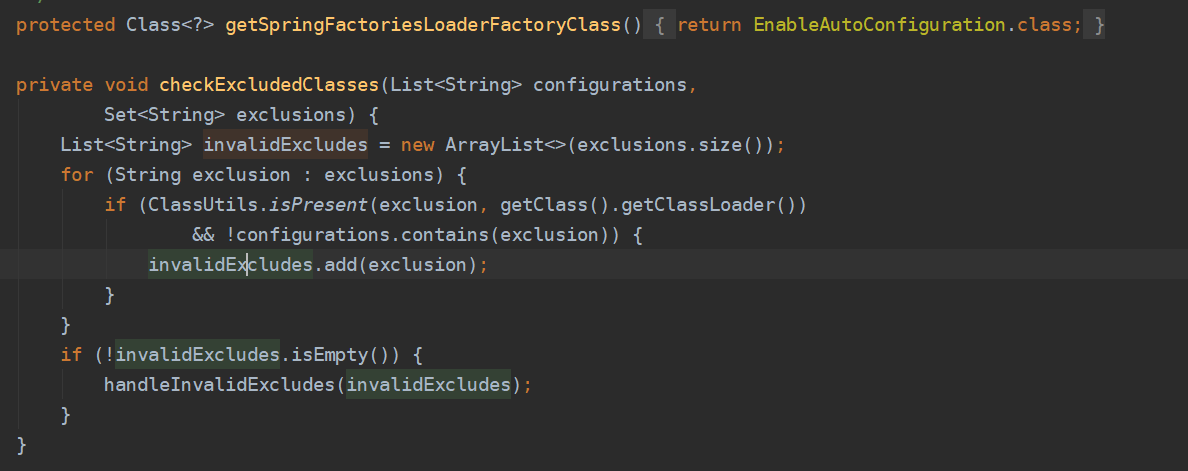 protected Class<?> getSpringFactoriesLoaderFactoryClass() { return EnableAutoConfiguration.class; }
private void checkExcludedClasses(List<String> configurations,
Set<String> exclusions) {
List<String> invalidExcludes = new ArrayList<>(exclusions.size());
for (String exclusion : exclusions) {
if (ClassUtils.isPresent(exclusion, getClass().getClassLoader())
&& !configurations.contains(exclusion)) {
invalidExcludes.add(exclusion);
}
}
if (!invalidExcludes.isEmpty()) {
handleInvalidExcludes(invalidExcludes);
}
}